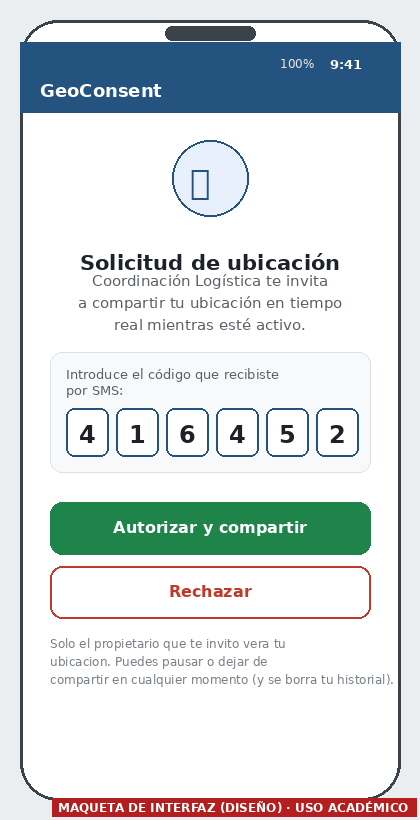 100% 9:41
GeoConsent
Solicitud de ubicación
Coordinación Logística te invita
a compartir tu ubicación en tiempo
real mientras esté activo.
Introduce el código que recibiste
por SMS:
4 1 6 4 5 2
Autorizar y compartir
Rechazar
Solo el propietario que te invito vera tu
ubicacion. Puedes pausar o dejar de
compartir en cualquier momento (y se borra tu historial).
MAQUETA DE INTERFAZ (DISEÑO) · USO ACADÉMICO